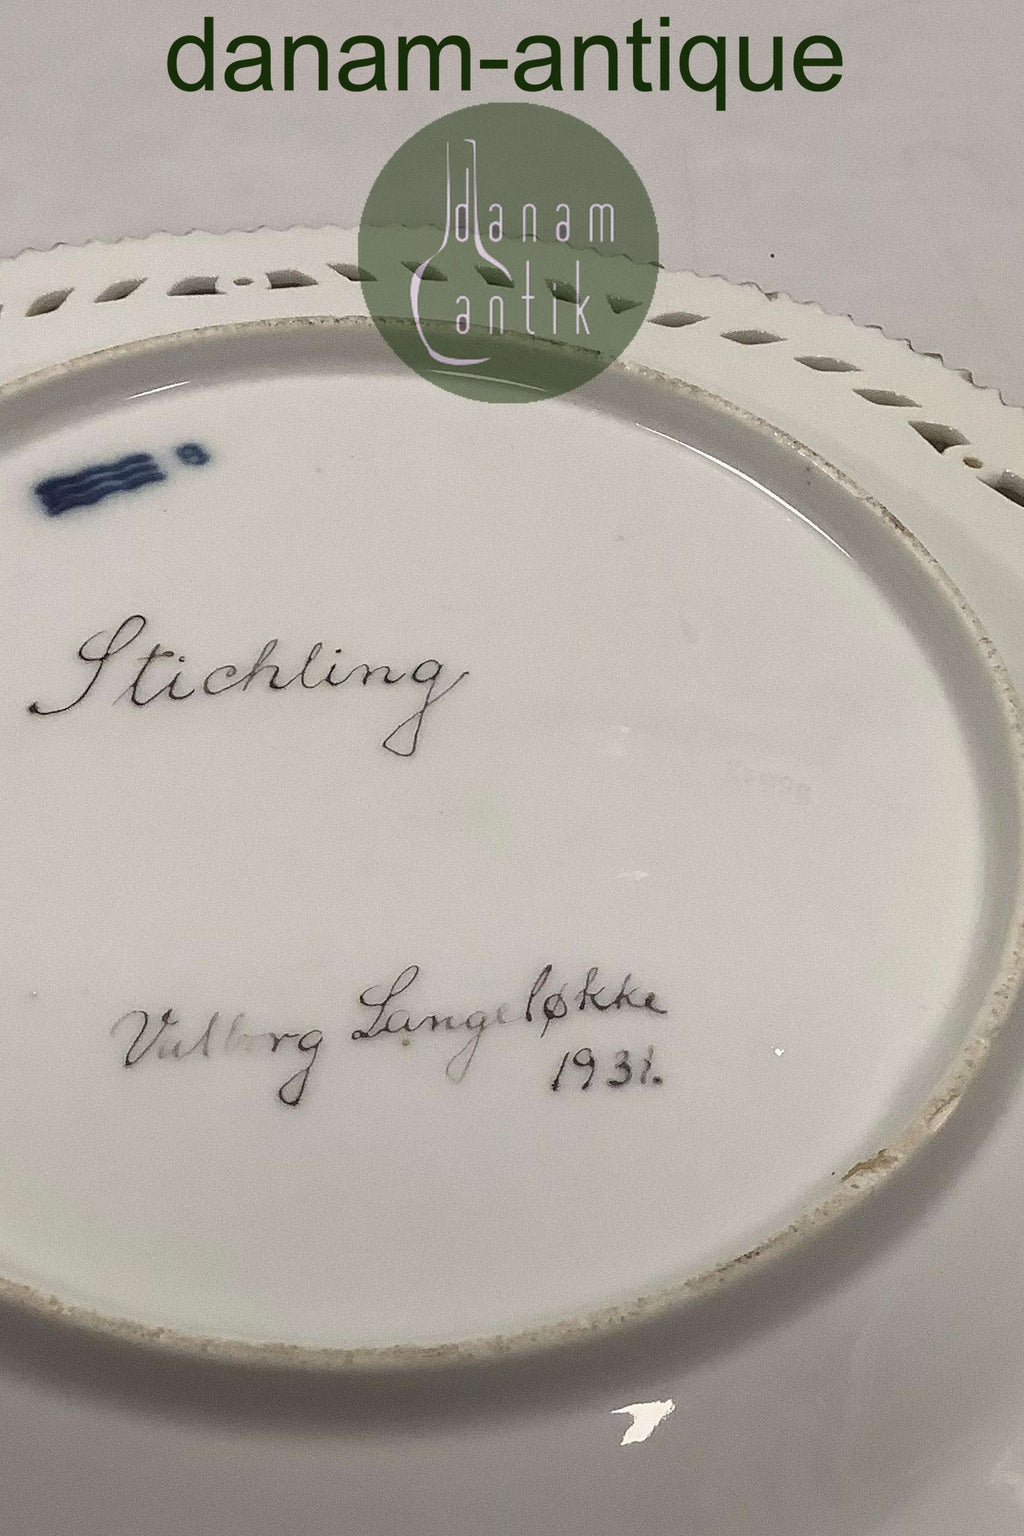 danam-antique
danam
antik
Stichling
Valborg Langeløkke
1931.